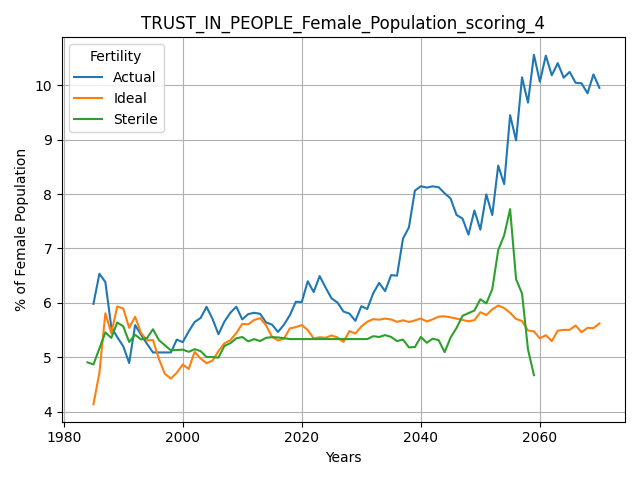 TRUST_IN_PEOPLE_Female_Population_scoring_4
Fertility
Actual
Ideal
Sterile
% of Female Population
10
9
8
7
6
5
4
1980 2000 2020 2040 2060
Years